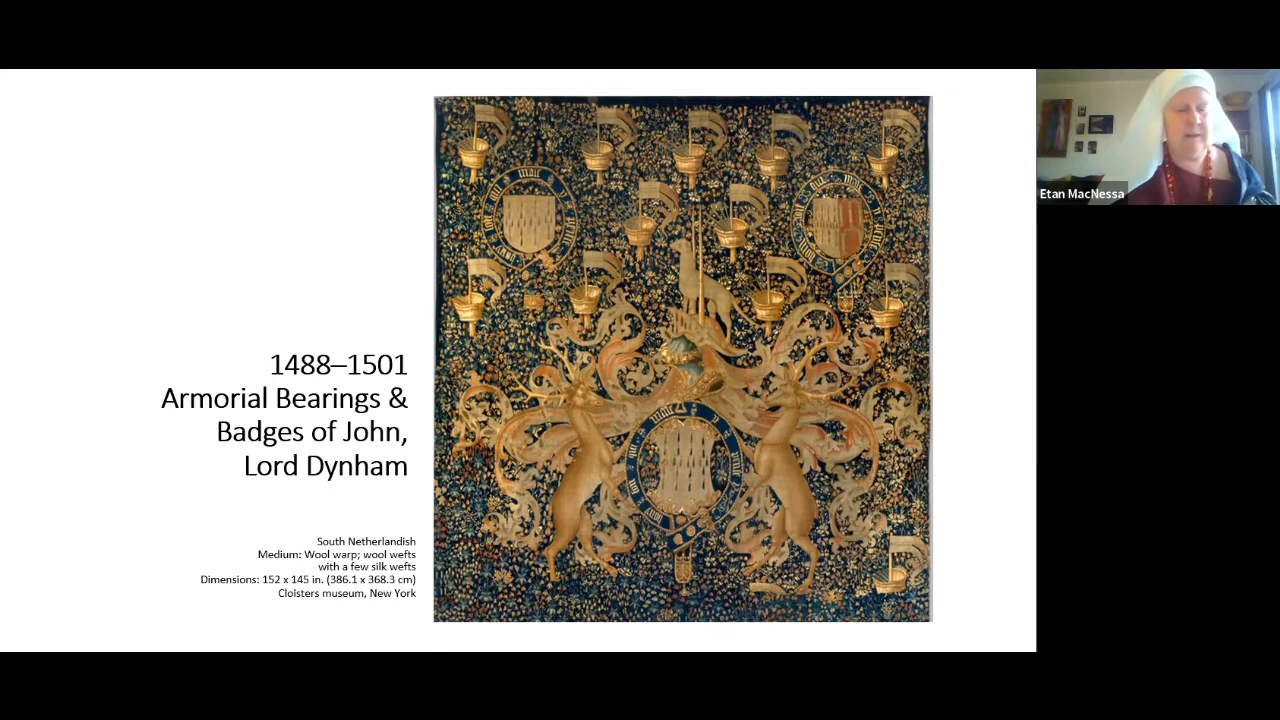 1488–1501
Armorial Bearings &
Badges of John,
Lord Dynham
South Netherlandish
Medium: Wool warp; wool wefts
with a few silk wefts
Dimensions: 152 x 145 in. (386.1 x 368.3 cm)
Cloisters museum, New York
Etan MacNessa